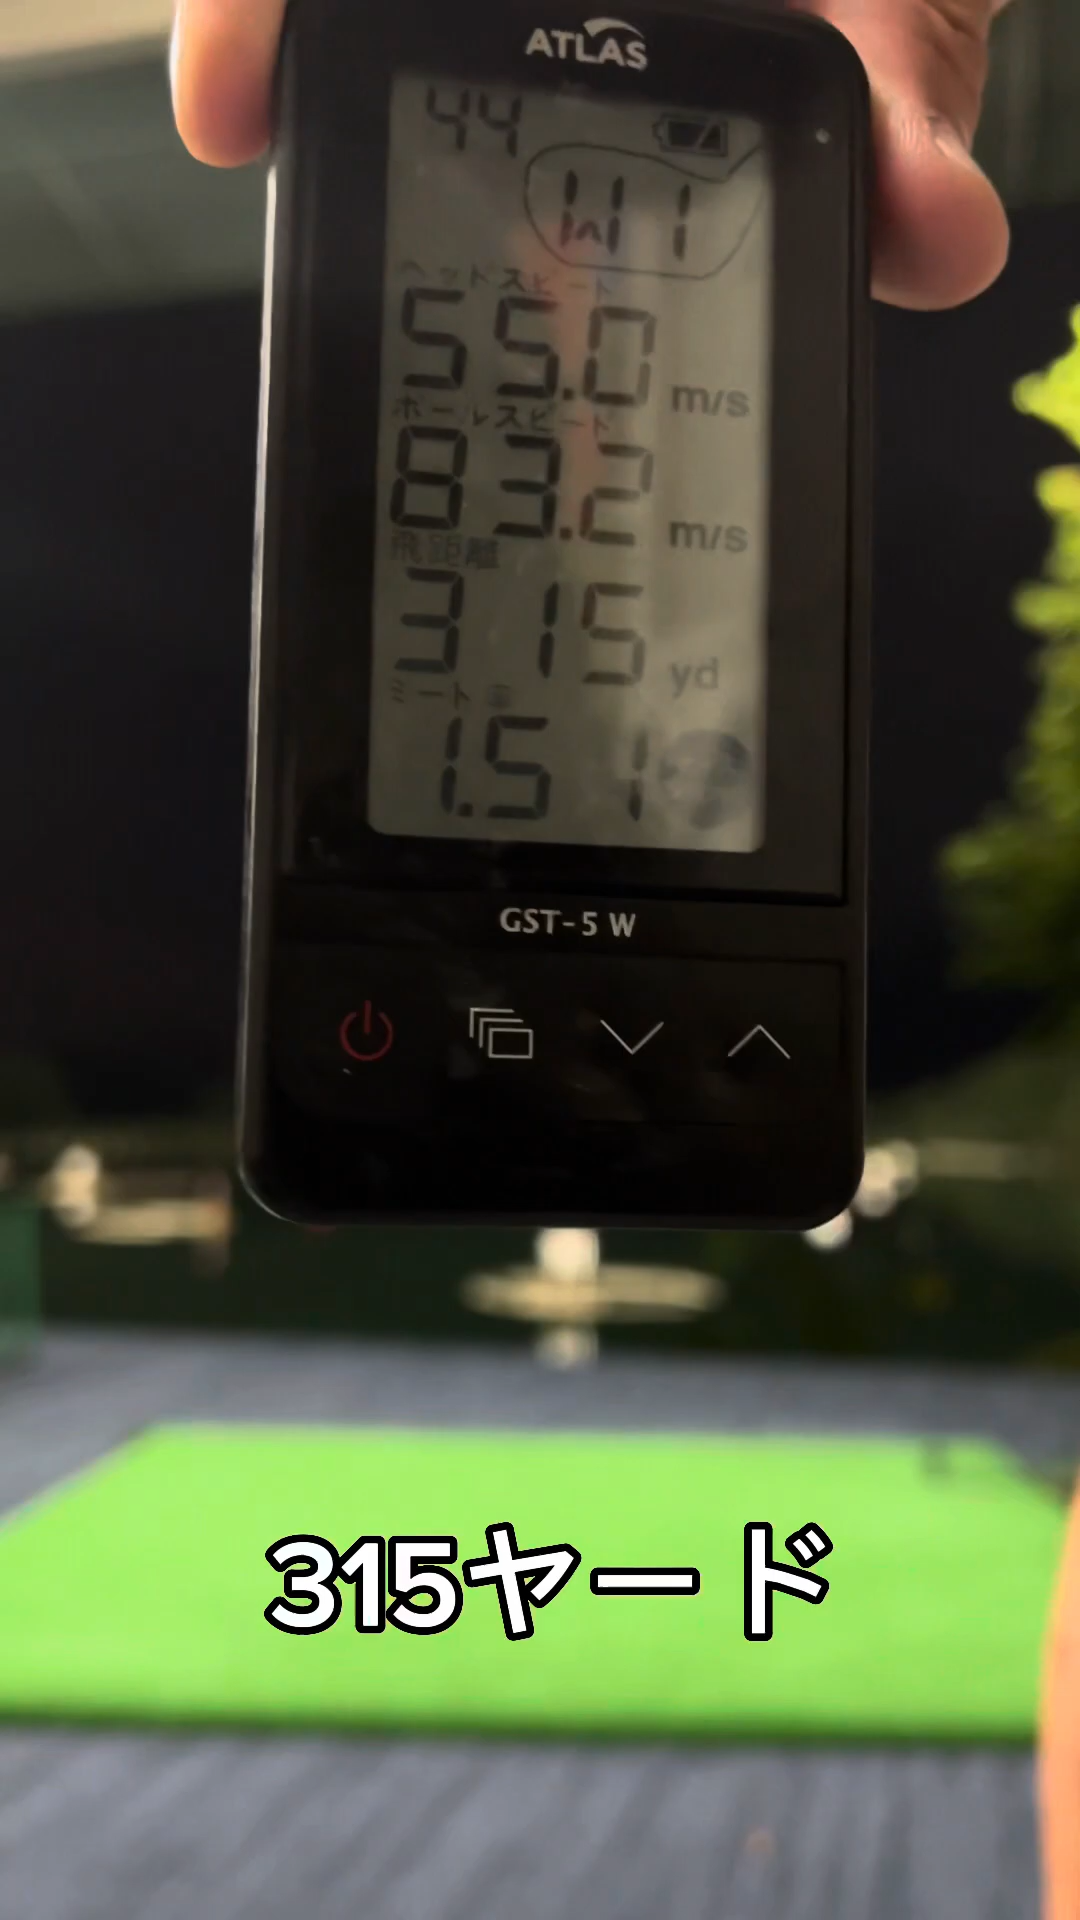 ATLAS
44
W 1
ヘッドスピード
55.0 m/s
ボールスピード
83.2 m/s
飛距離
315 yd
ミート率
1.51
GST-5 W
315ヤード